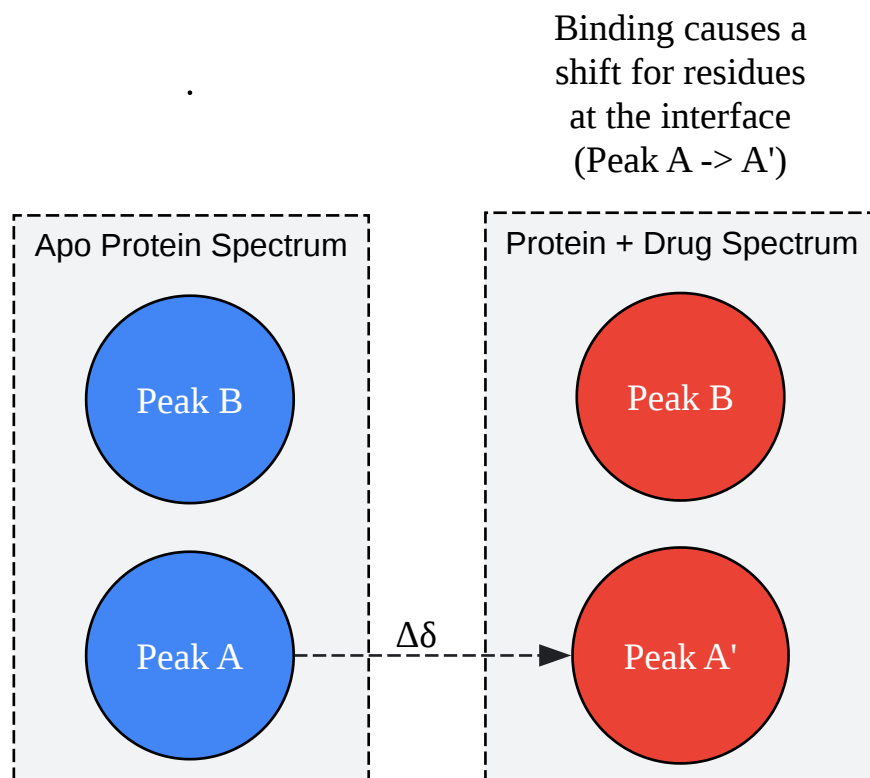 .
Binding causes a
shift for residues
at the interface
(Peak A -> A')
Apo Protein Spectrum
Peak B
Peak A
Δδ
Protein + Drug Spectrum
Peak B
Peak A'